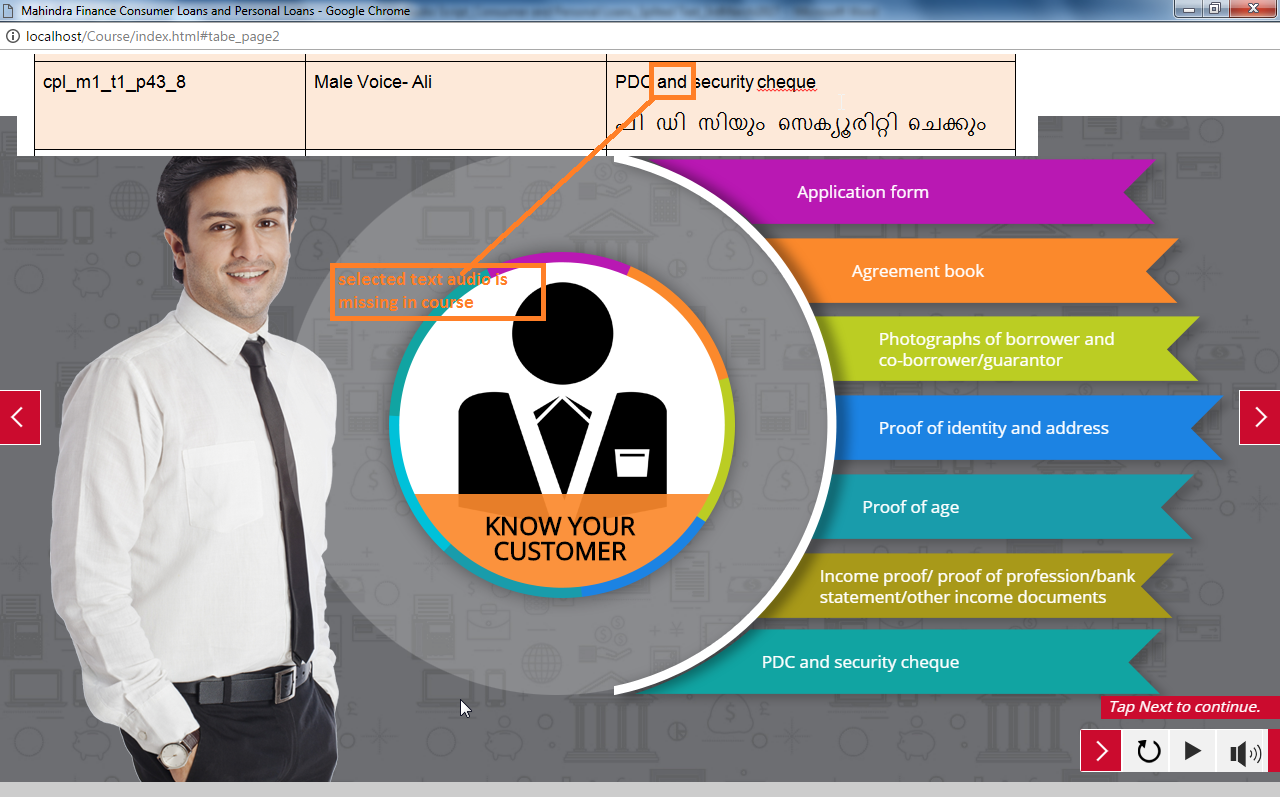 Mahindra Finance Consumer Loans and Personal Loans - Google Chrome
localhost/Course/index.html#tabe_page2
cpl_m1_t1_p43_8
Male Voice- Ali
PDC and security cheque
പി ഡി സിയും സെക്യൂരിറ്റി ചെക്കും
selected text audio is
missing in course
KNOW YOUR
CUSTOMER
Application form
Agreement book
Photographs of borrower and
co-borrower/guarantor
Proof of identity and address
Proof of age
Income proof/ proof of profession/bank
statement/other income documents
PDC and security cheque
Tap Next to continue.